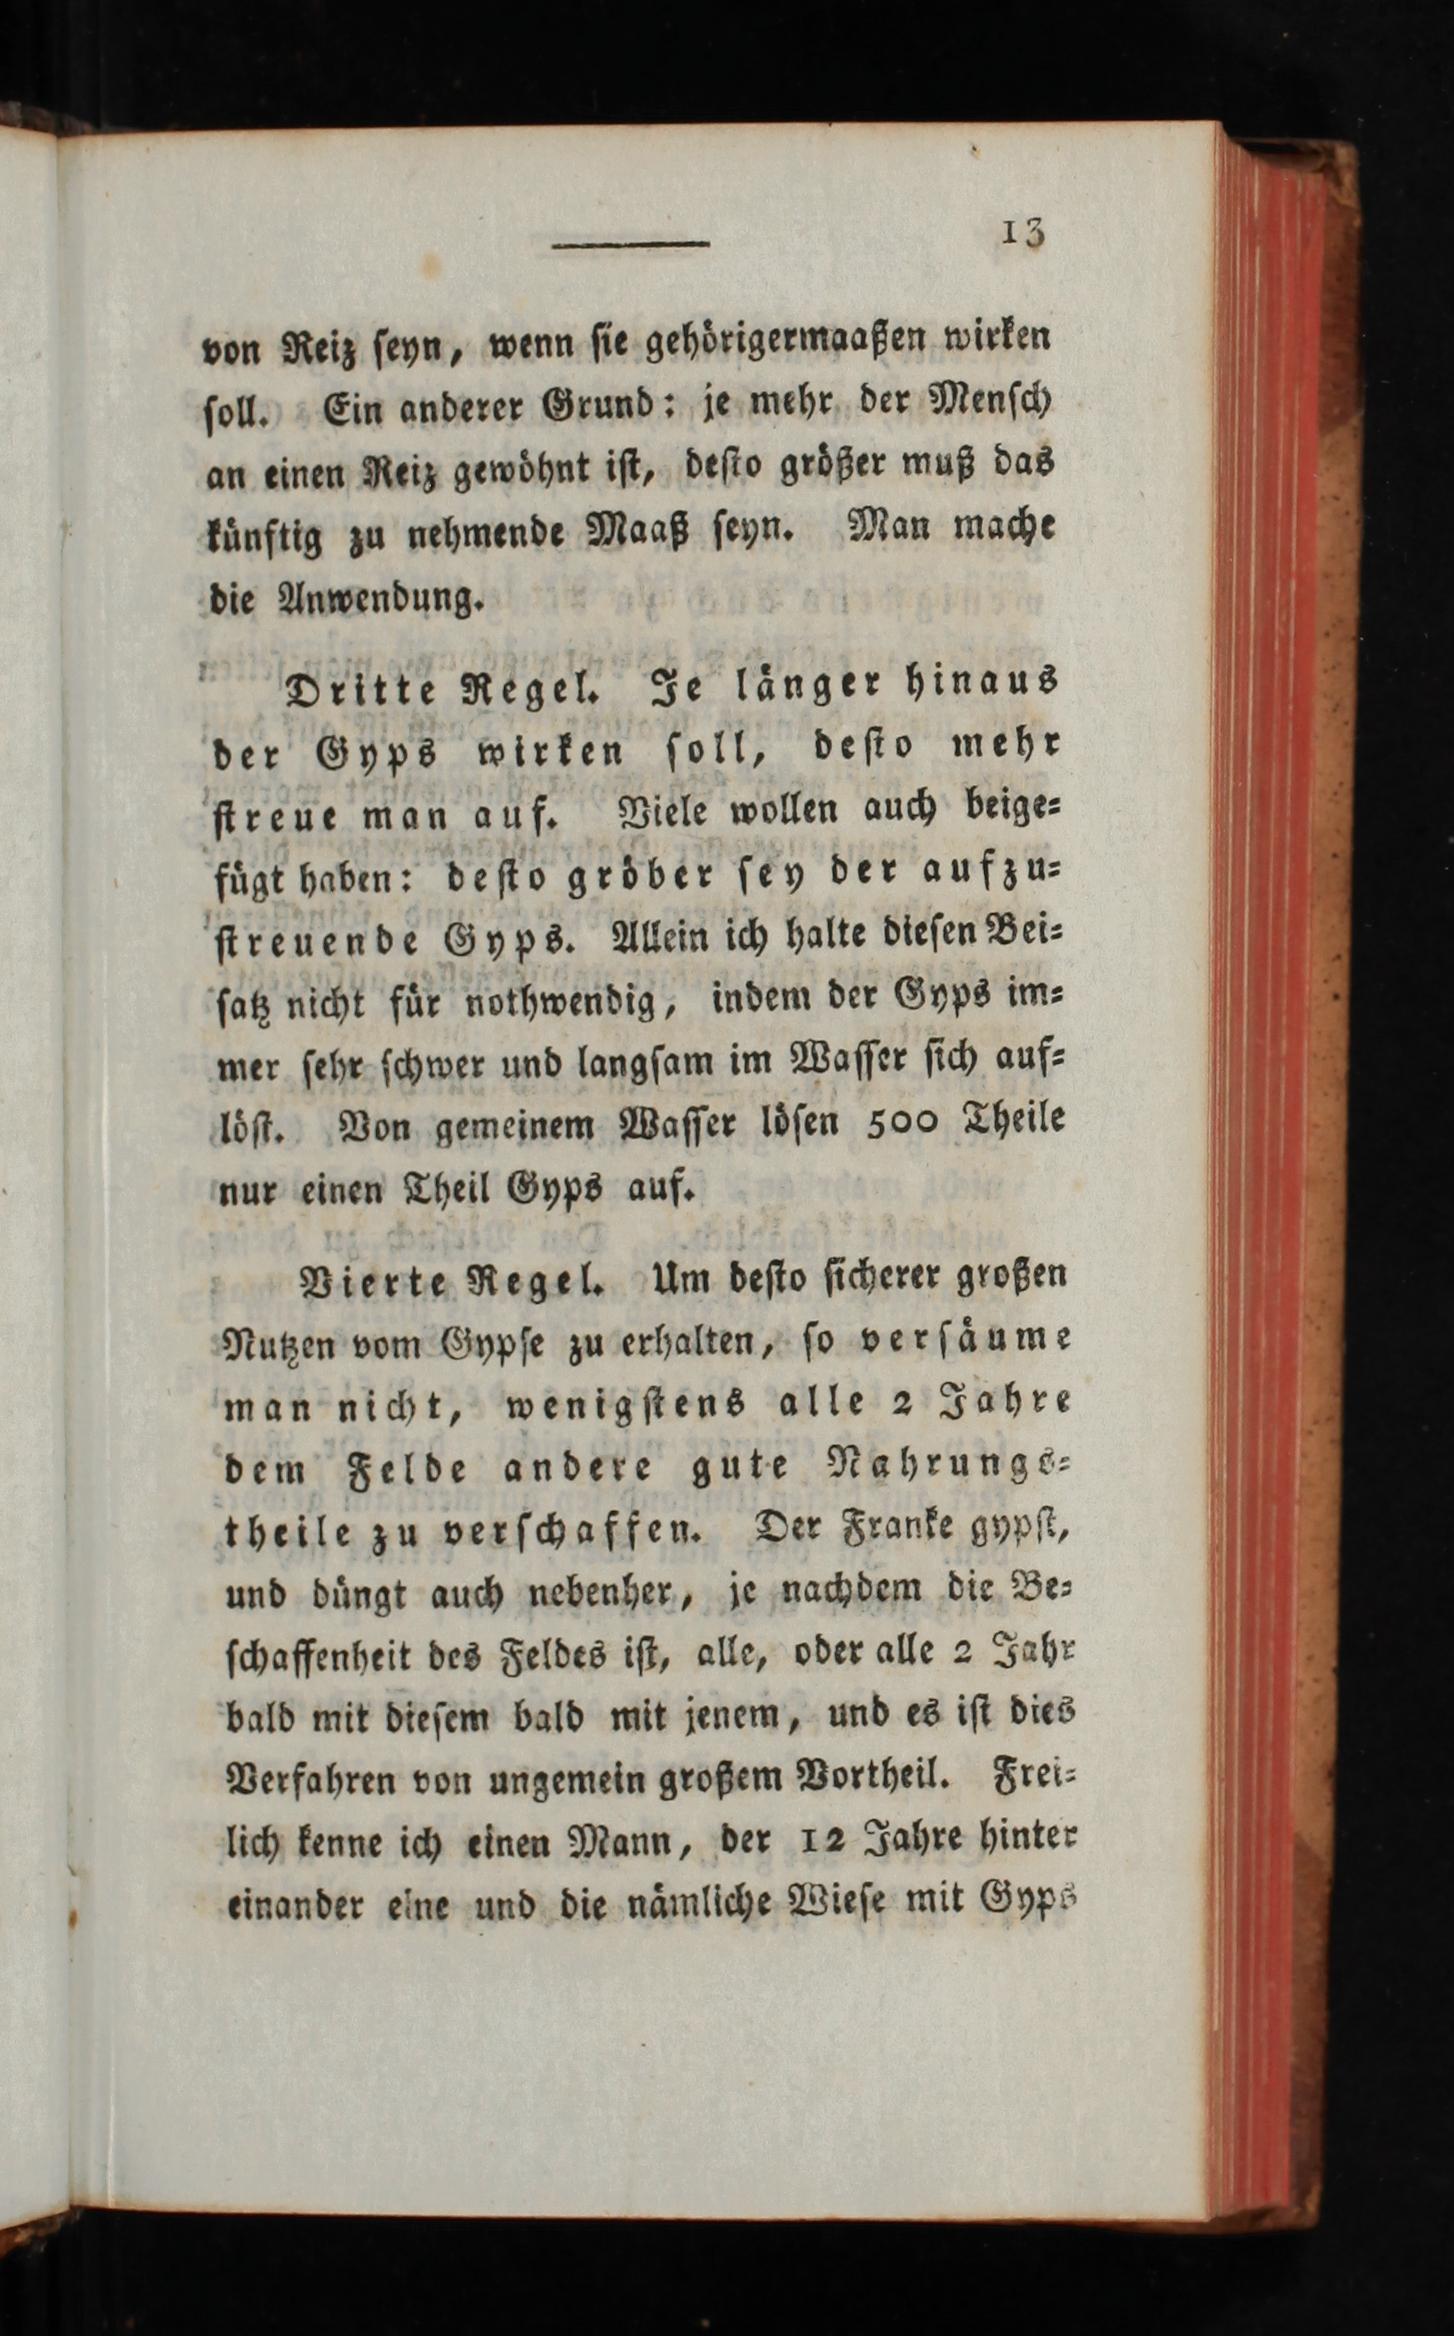 13
von Reiz ſeyn, wenn ſie gehörigermaaßen wirken
ſoll. Ein anderer Grund: je mehr der Menſch
an einen Reiz gewöhnt iſt, deſto größer muß das
künftig zu nehmende Maaß ſeyn. Man mache
die Anwendung.
Dritte Regel. Je länger hinaus
der Gyps wirken ſoll, deſto mehr
ſtreue man auf. Viele wollen auch beige⸗
fügt haben: deſto gröber ſey der aufzu⸗
ſtreuende Gyps. Allein ich halte dieſen Bei⸗
ſatz nicht für nothwendig, indem der Gyps im⸗
mer ſehr ſchwer und langſam im Waſſer ſich auf⸗
löſt. Von gemeinem Waſſer löſen 500 Theile
nur einen Theil Gyps auf.
Vierte Regel. Um deſto ſicherer großen
Nutzen vom Gypſe zu erhalten, ſo verſäume
man nicht, wenigſtens alle 2 Jahre
dem Felde andere gute Nahrungs⸗
theile zu verſchaffen. Der Franke gypſt,
und düngt auch nebenher, je nachdem die Be⸗
ſchaffenheit des Feldes iſt, alle, oder alle 2 Jahr
bald mit dieſem bald mit jenem, und es iſt dies
Verfahren von ungemein großem Vortheil. Frei⸗
lich kenne ich einen Mann, der 12 Jahre hinter
einander eine und die nämliche Wieſe mit Gyps